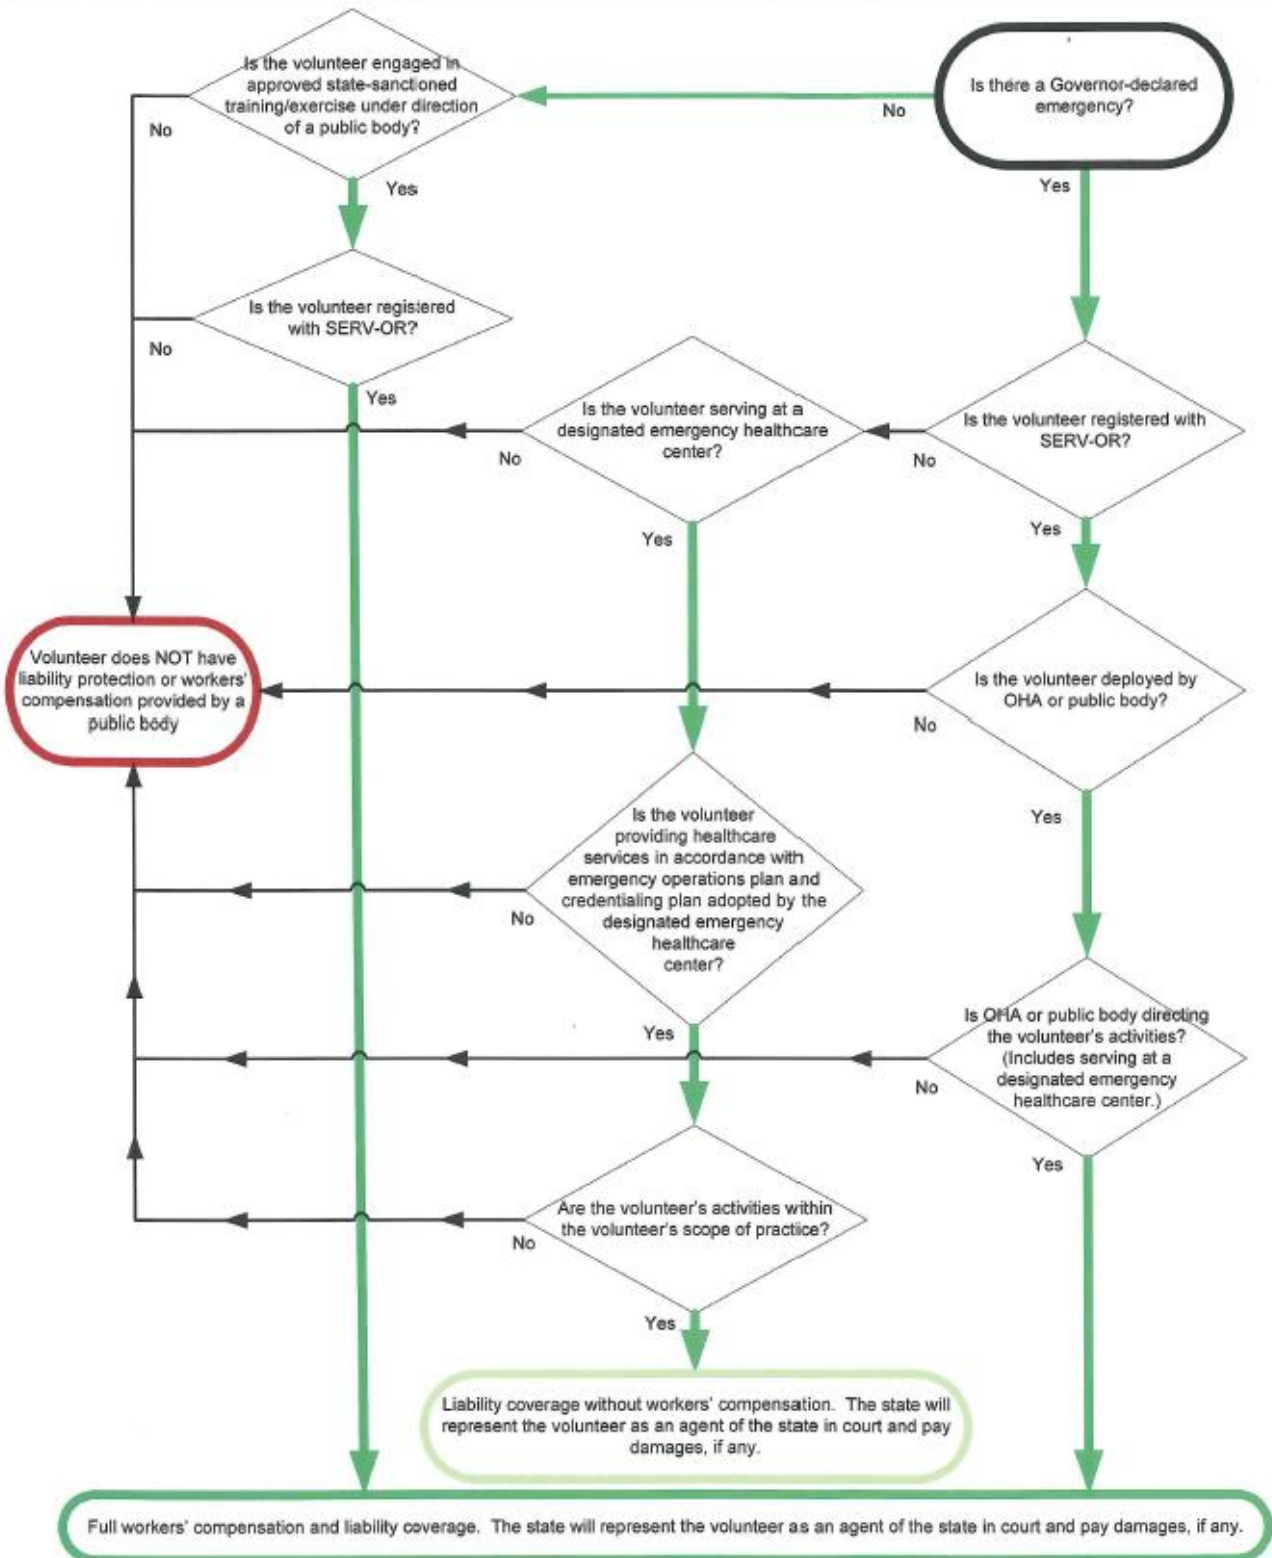 Is the volunteer engaged in
approved state-sanctioned
training/exercise under direction
of a public body?
No
Yes
Is there a Governor-declared
emergency?
No
Yes
Is the volunteer registered
with SERV-OR?
No
Yes
Is the volunteer serving at a
designated emergency healthcare
center?
No
Yes
Is the volunteer registered with
SERV-OR?
No
Yes
Volunteer does NOT have
liability protection or workers'
compensation provided by a
public body
Is the volunteer deployed by
OHA or public body?
No
Yes
Is the volunteer
providing healthcare
services in accordance with
emergency operations plan and
credentialing plan adopted by the
designated emergency
healthcare
center?
No
Yes
Is OHA or public body directing
the volunteer's activities?
(Includes serving at a
designated emergency
healthcare center.)
No
Yes
Are the volunteer's activities within
the volunteer's scope of practice?
No
Yes
Liability coverage without workers' compensation. The state will
represent the volunteer as an agent of the state in court and pay
damages, if any.
Full workers' compensation and liability coverage. The state will represent the volunteer as an agent of the state in court and pay damages, if any.